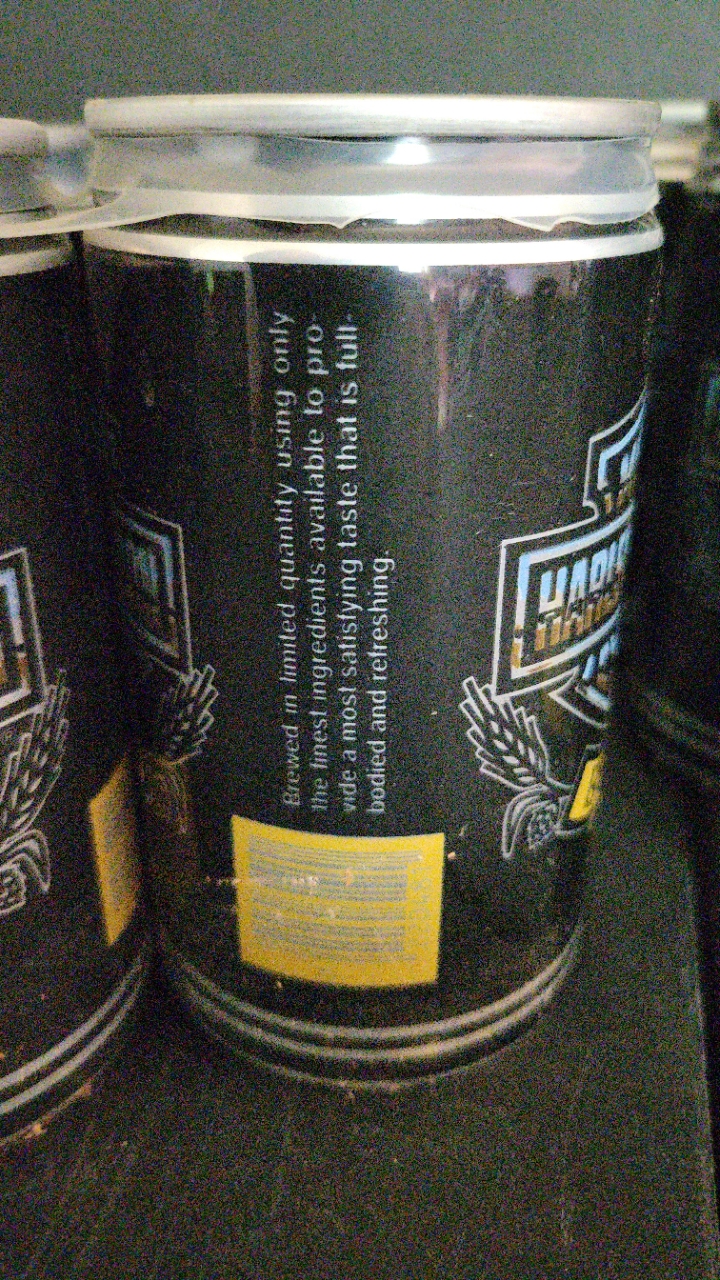 Brewed in limited quantity using only
the finest ingredients available to pro-
vide a most satisfying taste that is full-
bodied and refreshing.